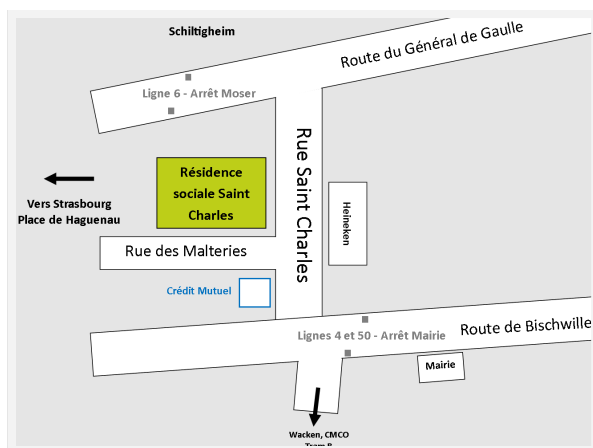 Schiltigheim
Route du Général de Gaulle
Ligne 6 - Arrêt Moser
Rue Saint Charles
Résidence
sociale Saint
Charles
Vers Strasbourg
Place de Haguenau
Heineken
Rue des Malteries
Crédit Mutuel
Lignes 4 et 50 - Arrêt Mairie
Route de Bischwille
Mairie
Wacken, CMCO
Tram B